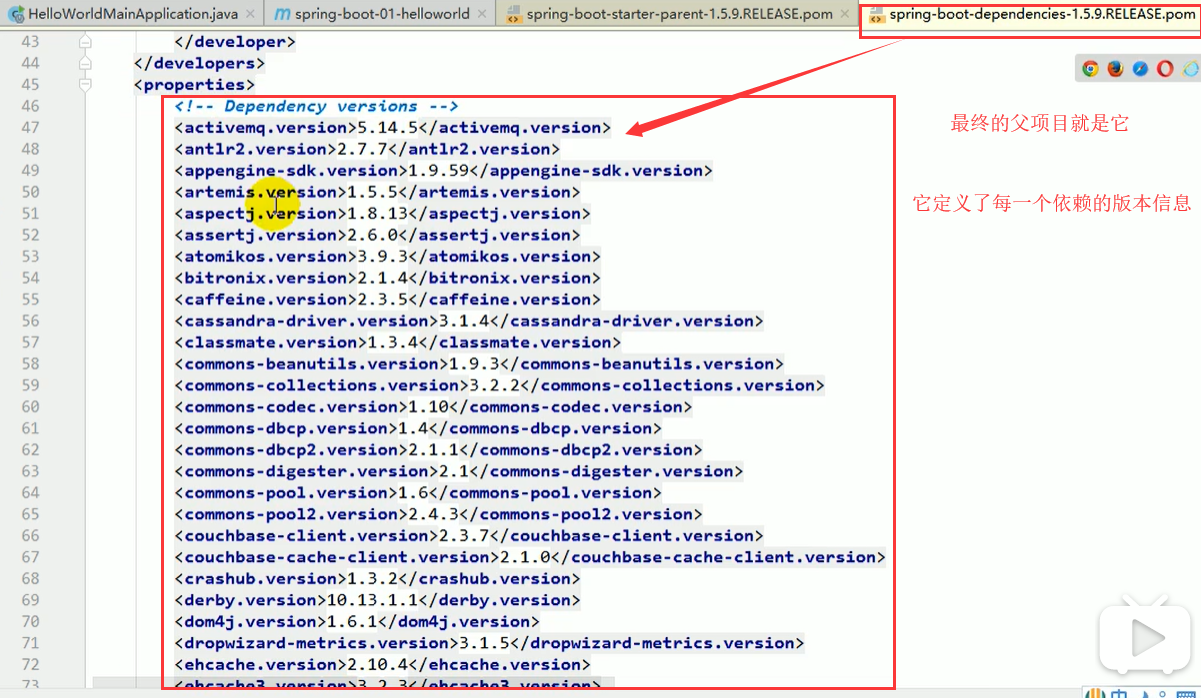 HelloWorldMainApplication.java
spring-boot-01-helloworld
spring-boot-starter-parent-1.5.9.RELEASE.pom
spring-boot-dependencies-1.5.9.RELEASE.pom
43 </developer>
44 </developers>
45 <properties>
46 <!-- Dependency versions -->
47 <activemq.version>5.14.5</activemq.version>
最终的父项目就是它
48 <antlr2.version>2.7.7</antlr2.version>
49 <appengine-sdk.version>1.9.59</appengine-sdk.version>
50 <artemis.version>1.5.5</artemis.version>
它定义了每一个依赖的版本信息
51 <aspectj.version>1.8.13</aspectj.version>
52 <assertj.version>2.6.0</assertj.version>
53 <atomikos.version>3.9.3</atomikos.version>
54 <bitronix.version>2.1.4</bitronix.version>
55 <caffeine.version>2.3.5</caffeine.version>
56 <cassandra-driver.version>3.1.4</cassandra-driver.version>
57 <classmate.version>1.3.4</classmate.version>
58 <commons-beanutils.version>1.9.3</commons-beanutils.version>
59 <commons-collections.version>3.2.2</commons-collections.version>
60 <commons-codec.version>1.10</commons-codec.version>
61 <commons-dbcp.version>1.4</commons-dbcp.version>
62 <commons-dbcp2.version>2.1.1</commons-dbcp2.version>
63 <commons-digester.version>2.1</commons-digester.version>
64 <commons-pool.version>1.6</commons-pool.version>
65 <commons-pool2.version>2.4.3</commons-pool2.version>
66 <couchbase-client.version>2.3.7</couchbase-client.version>
67 <couchbase-cache-client.version>2.1.0</couchbase-cache-client.version>
68 <crashub.version>1.3.2</crashub.version>
69 <derby.version>10.13.1.1</derby.version>
70 <dom4j.version>1.6.1</dom4j.version>
71 <dropwizard-metrics.version>3.1.5</dropwizard-metrics.version>
72 <ehcache.version>2.10.4</ehcache.version>
73 <ehcache3.version>3.2.3</ehcache3.version>